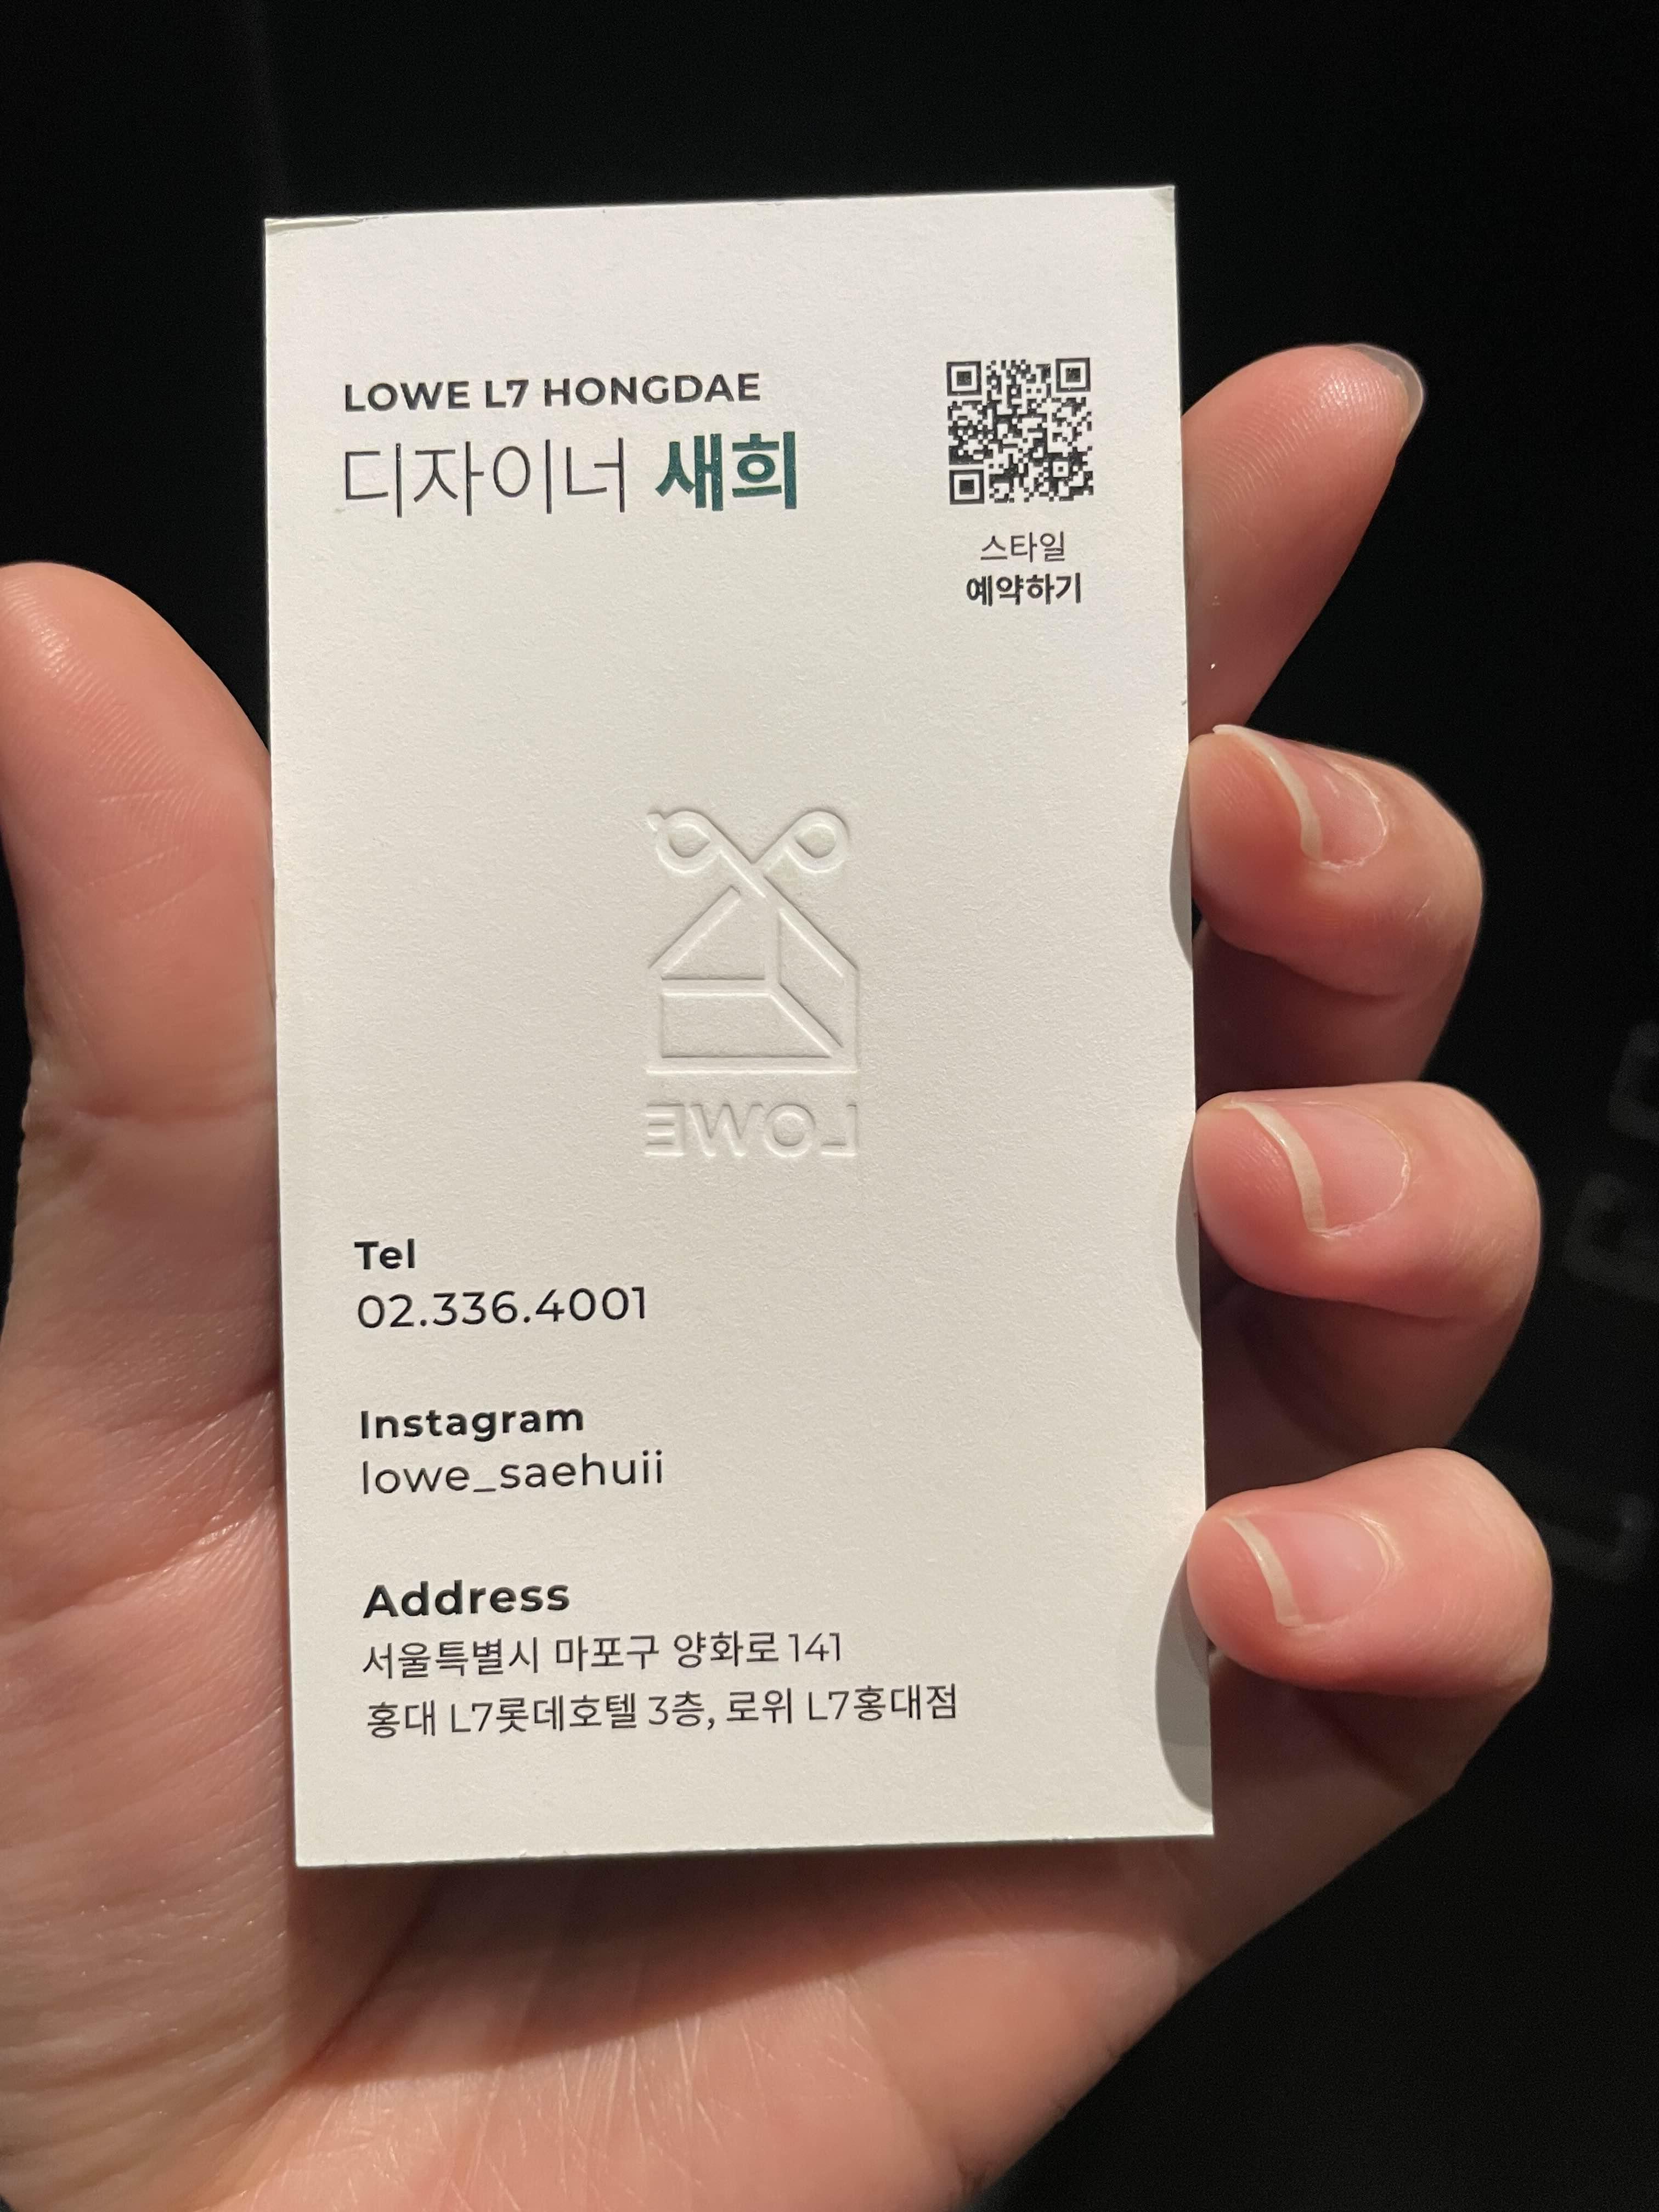 LOWE L7 HONGDAE
디자이너 새희
스타일
예약하기
LOWE
Tel
02.336.4001
Instagram
lowe_saehuii
Address
서울특별시 마포구 양화로 141
홍대 L7롯데호텔 3층, 로위 L7홍대점